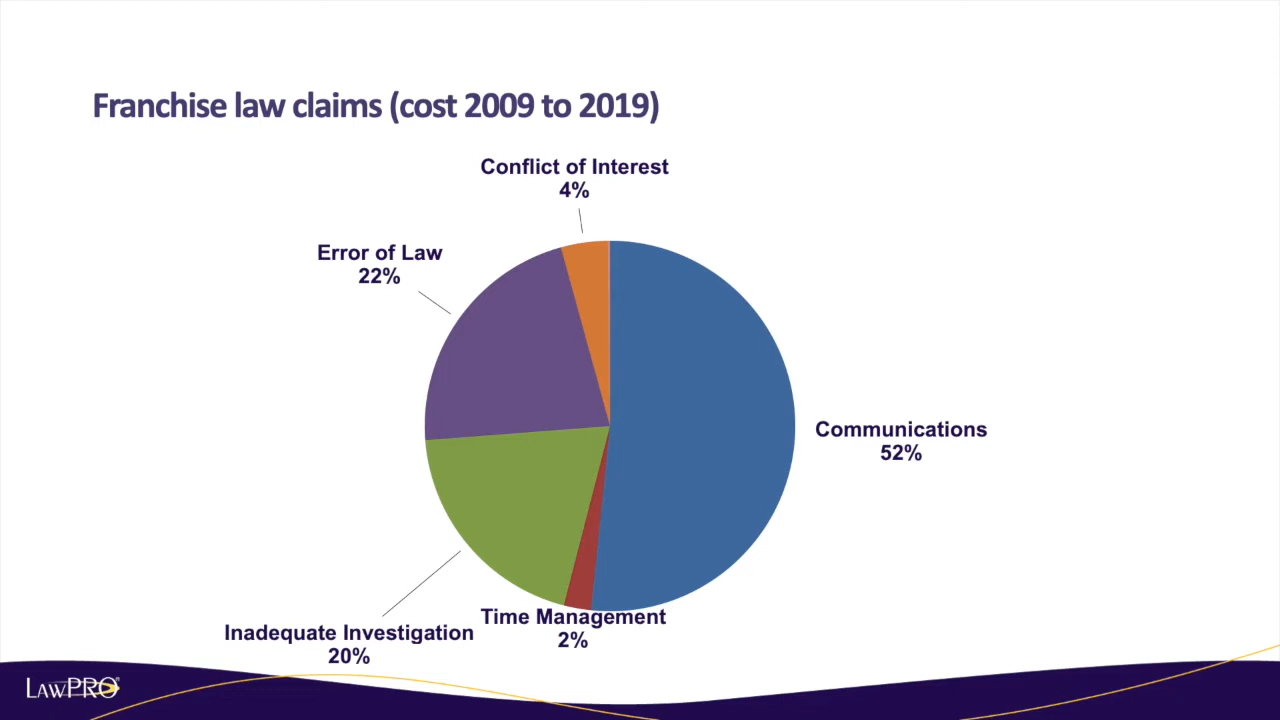 Franchise law claims (cost 2009 to 2019)
Conflict of Interest
4%
Error of Law
22%
Communications
52%
Time Management
2%
Inadequate Investigation
20%
LAWPRO®